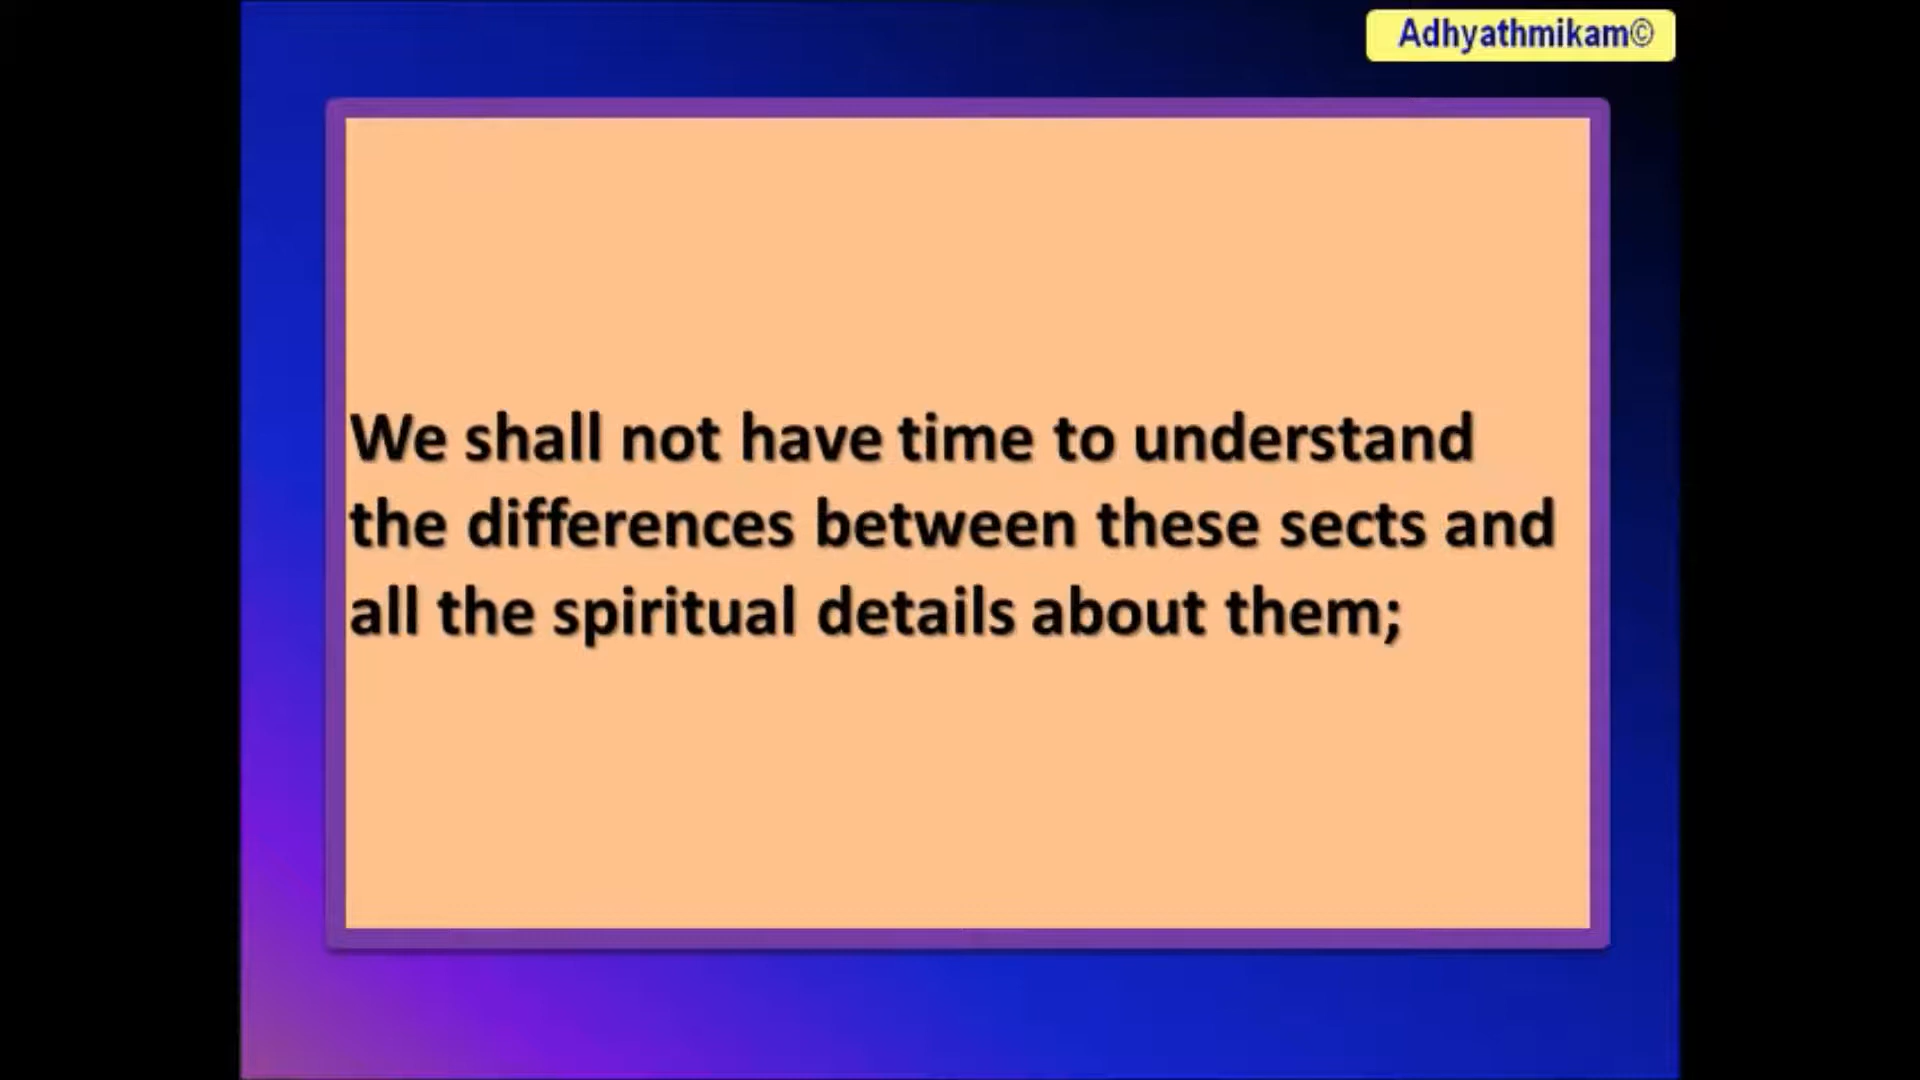 Adhyathmikam©
We shall not have time to understand
the differences between these sects and
all the spiritual details about them;